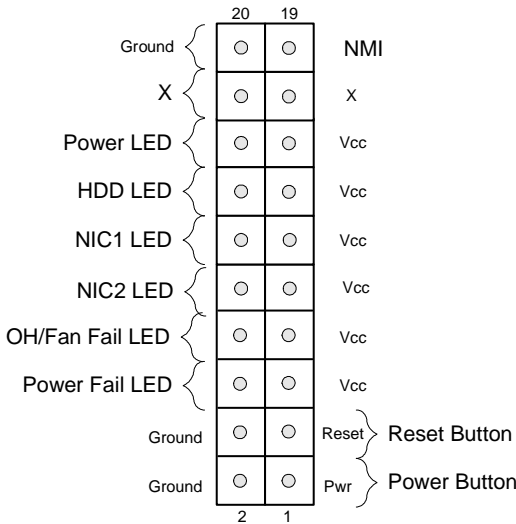 20 19
Ground NMI
X X
Power LED Vcc
HDD LED Vcc
NIC1 LED Vcc
NIC2 LED Vcc
OH/Fan Fail LED Vcc
Power Fail LED Vcc
Ground Reset Reset Button
Ground Pwr Power Button
2 1